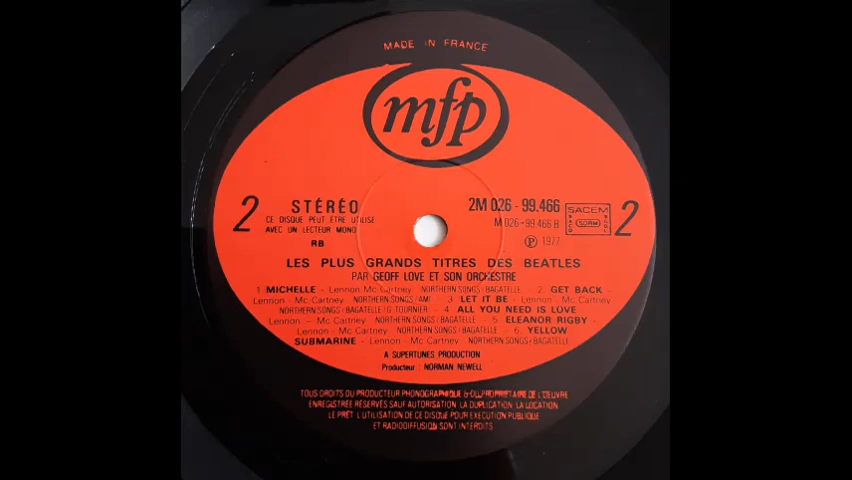 MADE IN FRANCE
mfp
2 STÉRÉO 2M 026 - 99.466 SACEM 2
CE DISQUE PEUT ETRE UTILISE M 026 - 99.466 B SDRM
AVEC UN LECTEUR MONO
RB Ⓟ 1977
LES PLUS GRANDS TITRES DES BEATLES
PAR GEOFF LOVE ET SON ORCHESTRE
1. MICHELLE - Lennon Mc Cartney NORTHERN SONGS / BAGATELLE - 2. GET BACK -
Lennon - Mc Cartney NORTHERN SONGS / AMI - 3. LET IT BE - Lennon - Mc Cartney
NORTHERN SONGS / BAGATELLE / G TOURNIER - 4. ALL YOU NEED IS LOVE
Lennon - Mc Cartney NORTHERN SONGS / BAGATELLE - 5. ELEANOR RIGBY -
Lennon - Mc Cartney NORTHERN SONGS / BAGATELLE - 6. YELLOW
SUBMARINE - Lennon - Mc Cartney NORTHERN SONGS / BAGATELLE
A SUPERTUNES PRODUCTION
Producteur : NORMAN NEWELL
TOUS DROITS DU PRODUCTEUR PHONOGRAPHIQUE & DU PROPRIETAIRE DE L'ŒUVRE
ENREGISTRÉE RÉSERVÉS SAUF AUTORISATION LA DUPLICATION LA LOCATION
LE PRÊT L'UTILISATION DE CE DISQUE POUR EXECUTION PUBLIQUE
ET RADIODIFFUSION SONT INTERDITS